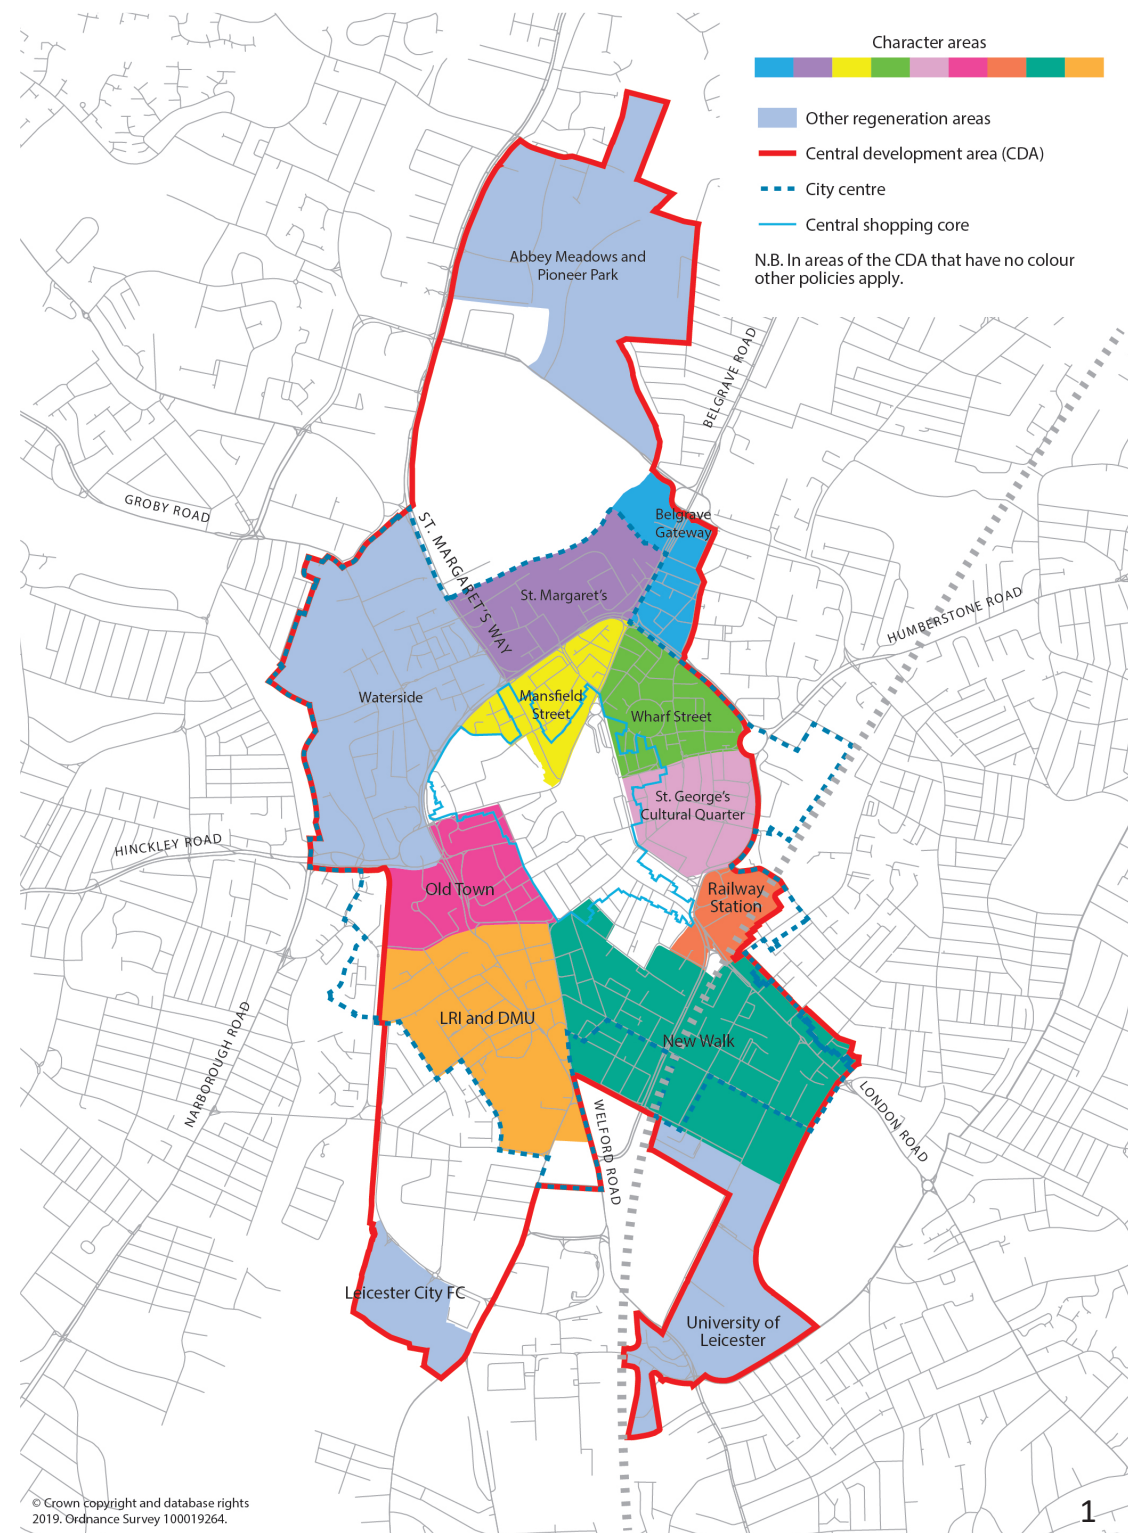 Character areas
Other regeneration areas
Central development area (CDA)
City centre
Central shopping core
N.B. In areas of the CDA that have no colour
other policies apply.
Abbey Meadows and
Pioneer Park
BELGRAVE ROAD
GROBY ROAD
ST. MARGARET'S WAY
Belgrave
Gateway
St. Margaret's
HUMBERSTONE ROAD
Waterside
Mansfield
Street
Wharf Street
St. George's
Cultural Quarter
HINCKLEY ROAD
Old Town
Railway
Station
LRI and DMU
New Walk
NARBOROUGH ROAD
WELFORD ROAD
LONDON ROAD
Leicester City FC
University of
Leicester
© Crown copyright and database rights
2019. Ordnance Survey 100019264.
1